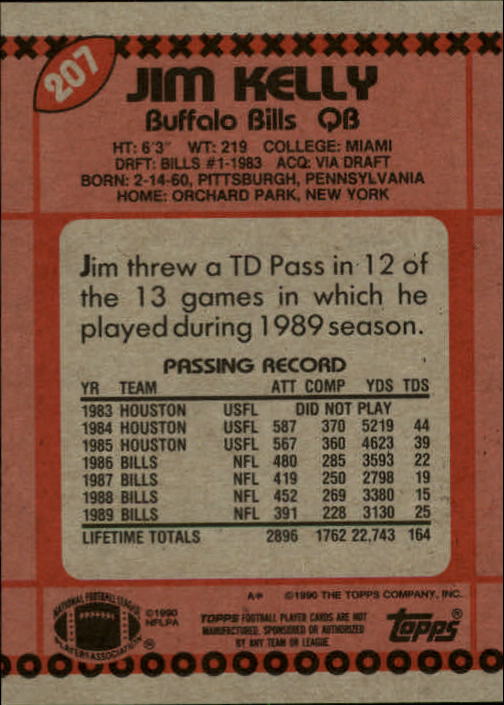 207
JIM KELLY
Buffalo Bills QB
HT: 6'3" WT: 219 COLLEGE: MIAMI
DRFT: BILLS #1-1983 ACQ: VIA DRAFT
BORN: 2-14-60, PITTSBURGH, PENNSYLVANIA
HOME: ORCHARD PARK, NEW YORK
Jim threw a TD Pass in 12 of
the 13 games in which he
played during 1989 season.
PASSING RECORD
YR TEAM ATT COMP YDS TDS
1983 HOUSTON USFL DID NOT PLAY
1984 HOUSTON USFL 587 370 5219 44
1985 HOUSTON USFL 567 360 4623 39
1986 BILLS NFL 480 285 3593 22
1987 BILLS NFL 419 250 2798 19
1988 BILLS NFL 452 269 3380 15
1989 BILLS NFL 391 228 3130 25
LIFETIME TOTALS 2896 1762 22,743 164
A* ©1990 THE TOPPS COMPANY, INC.
NATIONAL FOOTBALL LEAGUE
PLAYERS ASSOCIATION
®
©1990
NFLPA
TOPPS FOOTBALL PLAYER CARDS ARE NOT
MANUFACTURED, SPONSORED OR AUTHORIZED
BY ANY TEAM OR LEAGUE.
topps®